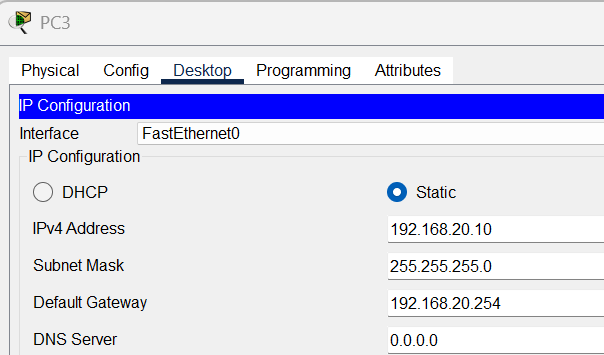 PC3
Physical Config Desktop Programming Attributes
IP Configuration
Interface FastEthernet0
IP Configuration
DHCP Static
IPv4 Address 192.168.20.10
Subnet Mask 255.255.255.0
Default Gateway 192.168.20.254
DNS Server 0.0.0.0